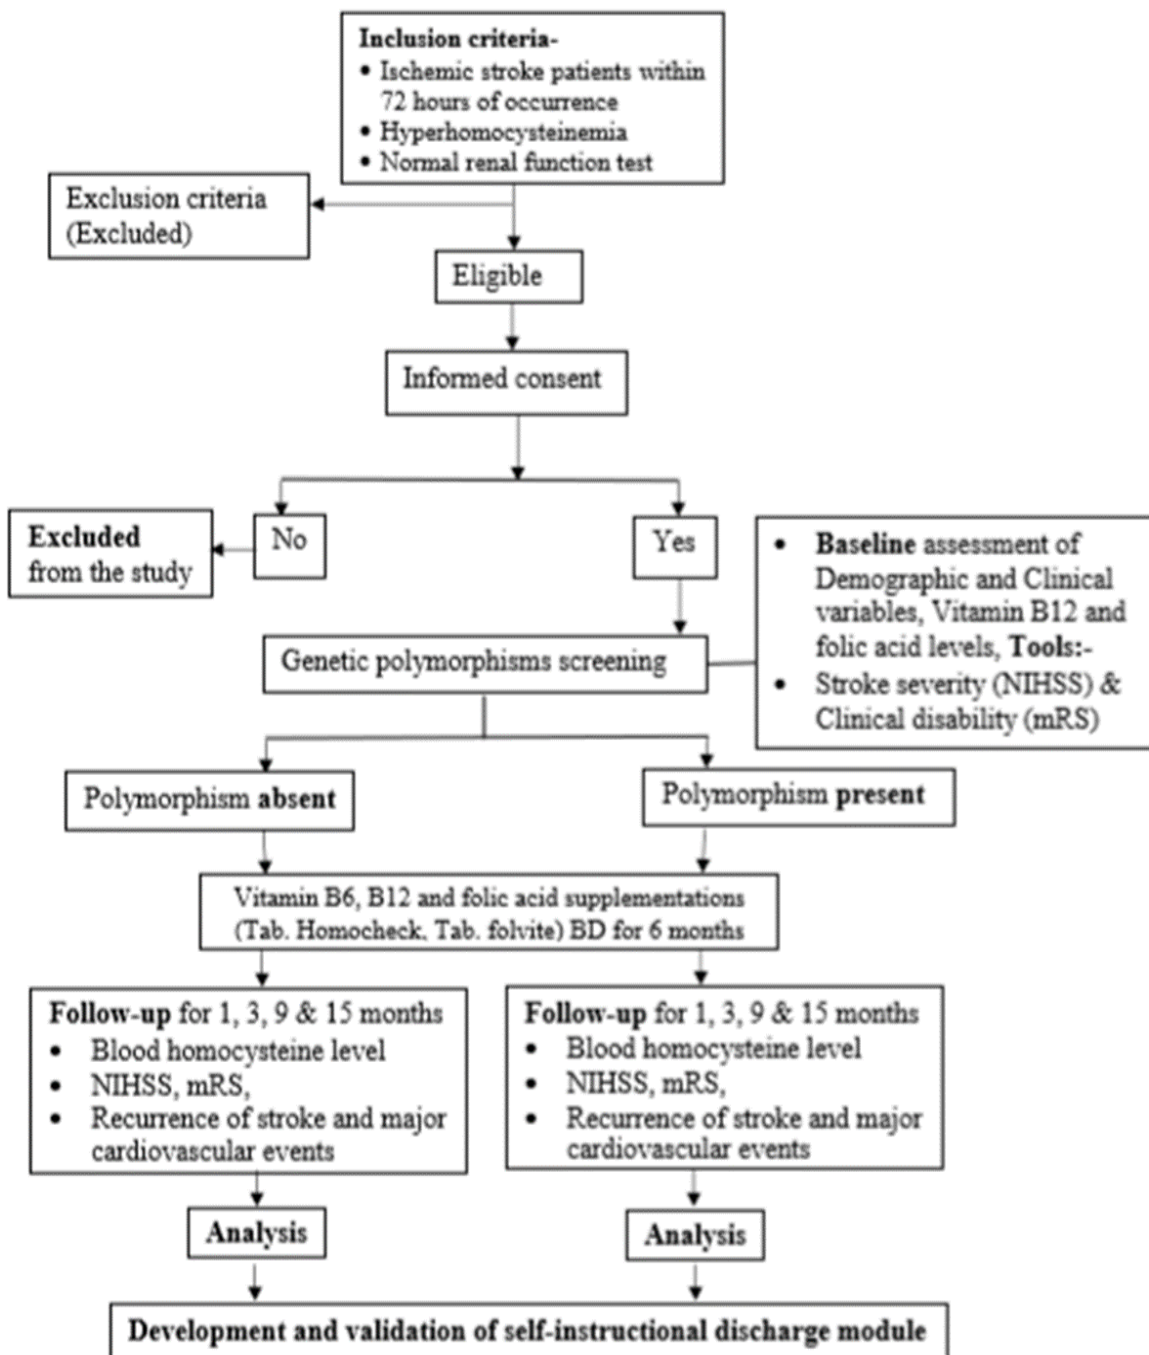 Inclusion criteria-
• Ischemic stroke patients within
72 hours of occurrence
• Hyperhomocysteinemia
• Normal renal function test
Exclusion criteria
(Excluded)
Eligible
Informed consent
No
Yes
Excluded
from the study
• Baseline assessment of
Demographic and Clinical
variables, Vitamin B12 and
folic acid levels, Tools:-
• Stroke severity (NIHSS) &
Clinical disability (mRS)
Genetic polymorphisms screening
Polymorphism absent
Polymorphism present
Vitamin B6, B12 and folic acid supplementations
(Tab. Homocheck, Tab. folvite) BD for 6 months
Follow-up for 1, 3, 9 & 15 months
• Blood homocysteine level
• NIHSS, mRS,
• Recurrence of stroke and major
cardiovascular events
Follow-up for 1, 3, 9 & 15 months
• Blood homocysteine level
• NIHSS, mRS,
• Recurrence of stroke and major
cardiovascular events
Analysis
Analysis
Development and validation of self-instructional discharge module